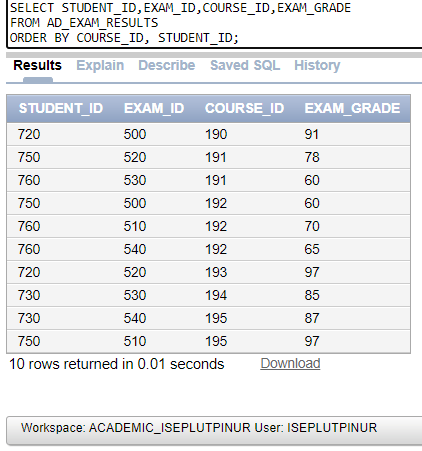 SELECT STUDENT_ID,EXAM_ID,COURSE_ID,EXAM_GRADE
FROM AD_EXAM_RESULTS
ORDER BY COURSE_ID, STUDENT_ID;
Results Explain Describe Saved SQL History
STUDENT_ID EXAM_ID COURSE_ID EXAM_GRADE
720 500 190 91
750 520 191 78
760 530 191 60
750 500 192 60
760 510 192 70
760 540 192 65
720 520 193 97
730 530 194 85
730 540 195 87
750 510 195 97
10 rows returned in 0.01 seconds Download
Workspace: ACADEMIC_ISEPLUTPINUR User: ISEPLUTPINUR